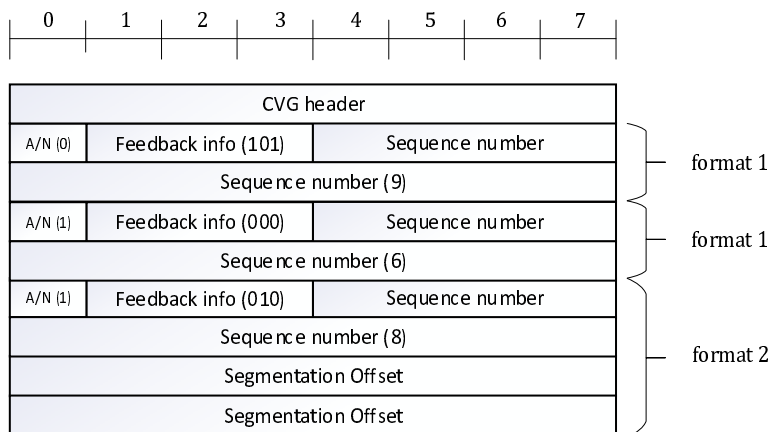 0 1 2 3 4 5 6 7
CVG header
A/N (0) Feedback info (101) Sequence number
Sequence number (9)
format 1
A/N (1) Feedback info (000) Sequence number
Sequence number (6)
format 1
A/N (1) Feedback info (010) Sequence number
Sequence number (8)
Segmentation Offset
Segmentation Offset
format 2